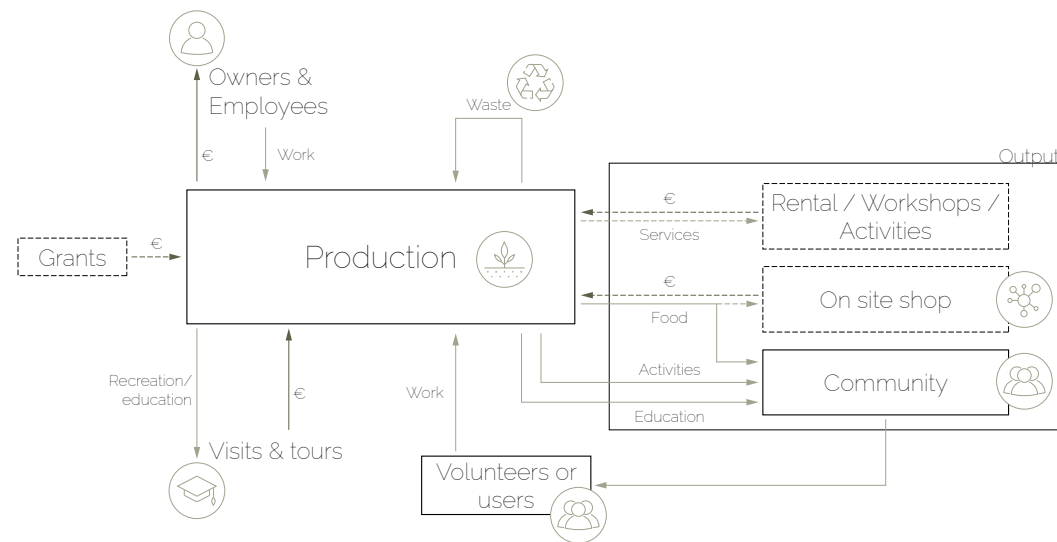 Owners &
Employees
Waste
€
Work
Output
Grants
€
Production
€
Services
Rental / Workshops /
Activities
€
Food
On site shop
Recreation/
education
€
Work
Activities
Education
Community
Visits & tours
Volunteers or
users